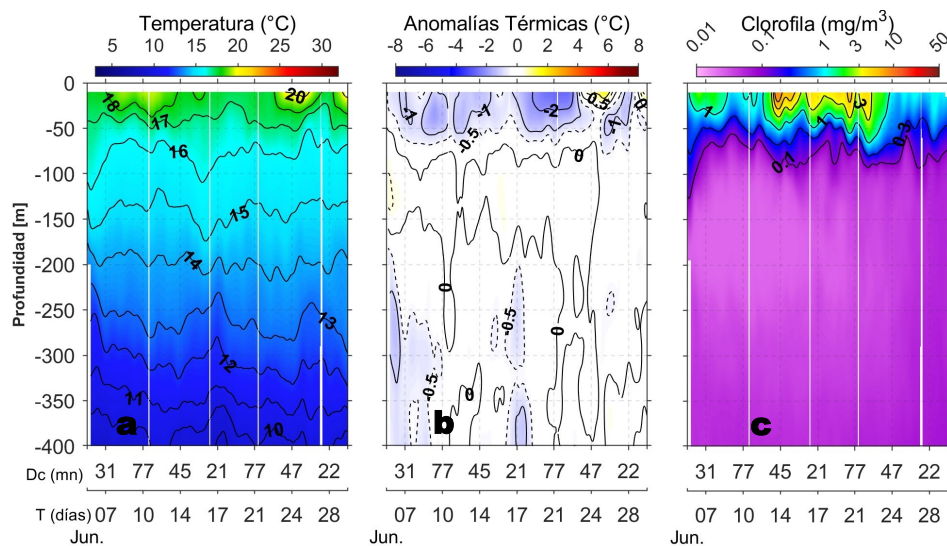 Temperatura (°C)
5 10 15 20 25 30
Anomalías Térmicas (°C)
-8 -6 -4 -2 0 2 4 6 8
Clorofila (mg/m³)
0.01 0.1 1 3 10 50
Profundidad [m]
0
-50
-100
-150
-200
-250
-300
-350
-400
18
20
17
16
15
14
13
12
11
10
a
-1
-1
-2
0.5
0
-1
-0.5
0
0
-0.5
0
-0.5
0
b
1
3
1
0.3
0.1
c
Dc (mn) 31 77 45 21 77 47 22
31 77 45 21 77 47 22
31 77 45 21 77 47 22
T (días) 07 10 14 17 21 24 28
07 10 14 17 21 24 28
07 10 14 17 21 24 28
Jun.
Jun.
Jun.